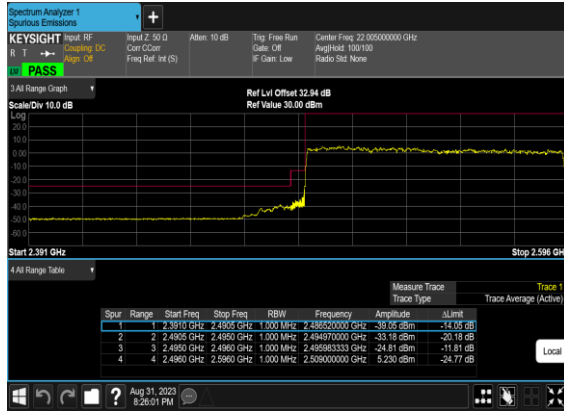 Spectrum Analyzer 1
Spurious Emissions
+
KEYSIGHT Input: RF Input Z: 50 Ω Atten: 10 dB Trig: Free Run Center Freq: 22.005000000 GHz
R T Coupling: DC Corr CCorr Gate: Off Avg|Hold: 100/100
Align: Off Freq Ref: Int (S) IF Gain: Low Radio Std: None
PASS
3 All Range Graph
Ref Lvl Offset 32.94 dB
Scale/Div 10.0 dB Ref Value 30.00 dBm
Log
20.0
10.0
0.00
-10.0
-20.0
-30.0
-40.0
-50.0
-60.0
Start 2.391 GHz Stop 2.596 GH
4 All Range Table
Measure Trace Trace 1
Trace Type Trace Average (Active)
Spur Range Start Freq Stop Freq RBW Frequency Amplitude ΔLimit
1 1 2.3910 GHz 2.4905 GHz 1.000 MHz 2.486520000 GHz -39.05 dBm -14.05 dB
2 2 2.4905 GHz 2.4950 GHz 1.000 MHz 2.494970000 GHz -33.18 dBm -20.18 dB
3 3 2.4950 GHz 2.4960 GHz 1.000 MHz 2.495983333 GHz -24.81 dBm -11.81 dB
4 4 2.4960 GHz 2.5960 GHz 1.000 MHz 2.509000000 GHz 5.230 dBm -24.77 dB
Local
? Aug 31, 2023
8:26:01 PM